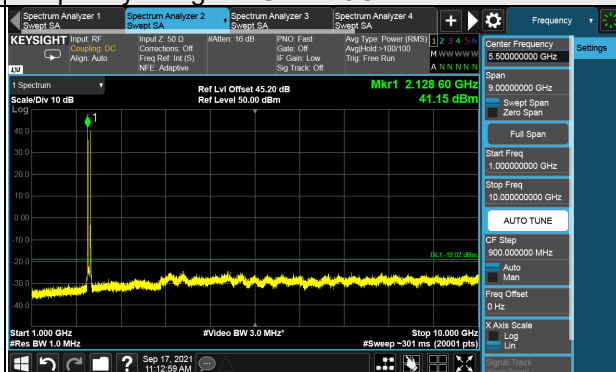 Spectrum Analyzer 1
Swept SA
Spectrum Analyzer 2
Swept SA
Spectrum Analyzer 3
Swept SA
Spectrum Analyzer 4
Swept SA
Frequency
KEYSIGHT
Input: RF
Coupling: DC
Align: Auto
Input Z: 50 Ω
Corrections: Off
Freq Ref: Int (S)
NFE: Adaptive
#Atten: 16 dB
PNO: Fast
Gate: Off
IF Gain: Low
Sig Track: Off
Avg Type: Power (RMS)
Avg|Hold:>100/100
Trig: Free Run
1 2 3 4 5 6
M W W W W W
A N N N N N
LXI
1 Spectrum
Scale/Div 10 dB
Log
Ref Lvl Offset 45.20 dB
Ref Level 50.00 dBm
Mkr1 2.128 60 GHz
41.15 dBm
1
40.0
30.0
20.0
10.0
0.00
-10.0
-20.0
-30.0
-40.0
DL1 -19.02 dBm
Start 1.000 GHz
#Res BW 1.0 MHz
#Video BW 3.0 MHz*
Stop 10.000 GHz
#Sweep ~301 ms (20001 pts)
Sep 17, 2021
11:12:59 AM
?
Center Frequency
5.500000000 GHz
Settings
Span
9.00000000 GHz
Swept Span
Zero Span
Full Span
Start Freq
1.000000000 GHz
Stop Freq
10.000000000 GHz
AUTO TUNE
CF Step
900.000000 MHz
Auto
Man
Freq Offset
0 Hz
X Axis Scale
Log
Lin
Signal Track